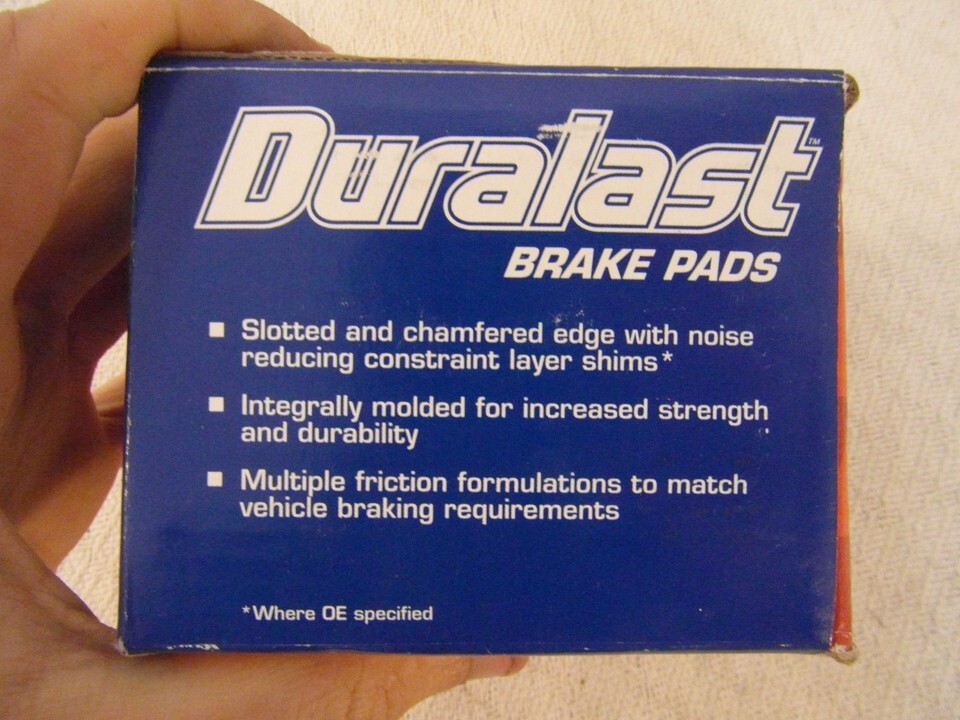 Duralast™
BRAKE PADS
■ Slotted and chamfered edge with noise
reducing constraint layer shims*
■ Integrally molded for increased strength
and durability
■ Multiple friction formulations to match
vehicle braking requirements
*Where OE specified